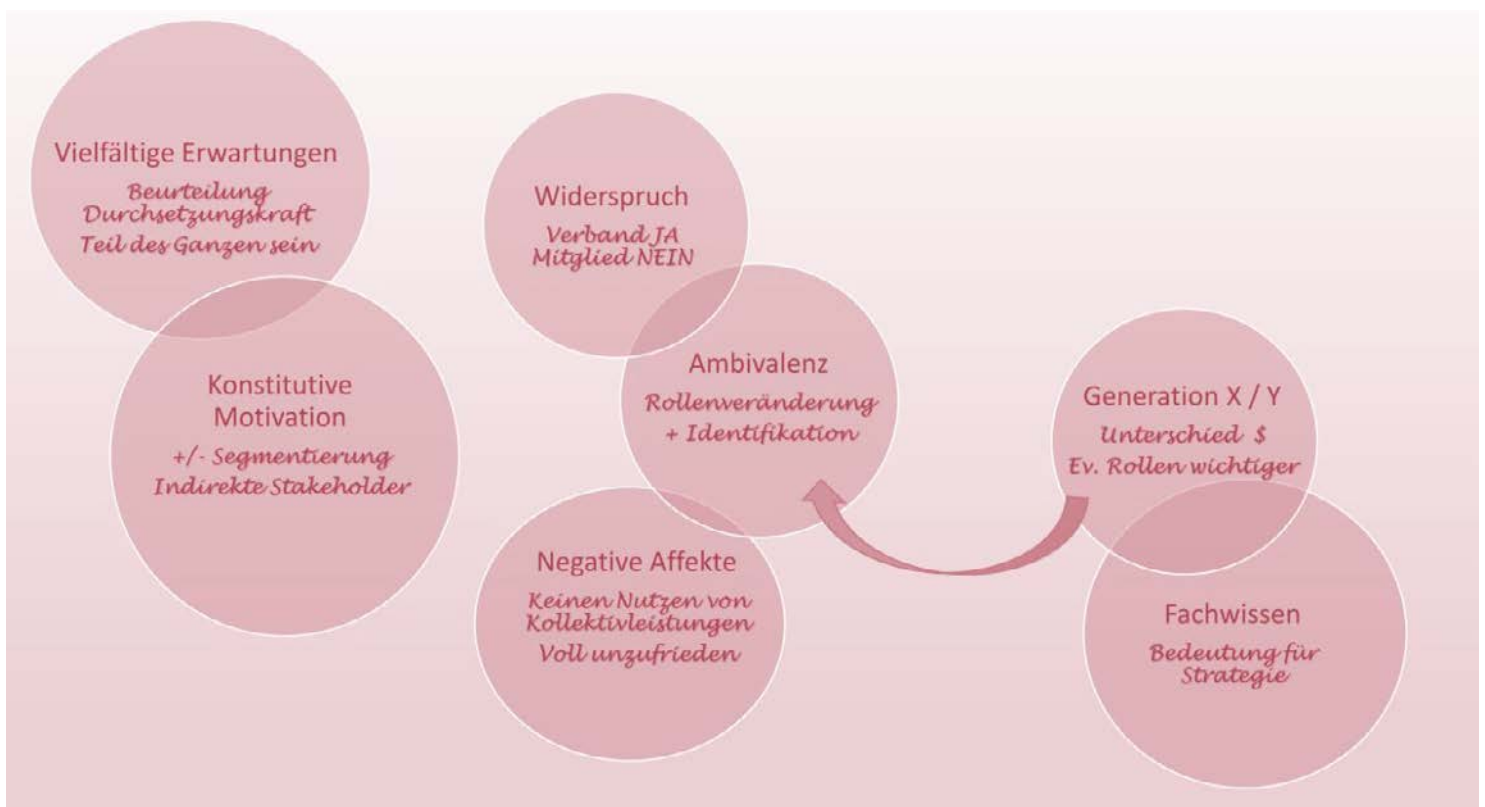 Vielfältige Erwartungen
Beurteilung
Durchsetzungskraft
Teil des Ganzen sein
Konstitutive
Motivation
+/- Segmentierung
Indirekte Stakeholder
Widerspruch
Verband JA
Mitglied NEIN
Ambivalenz
Rollenveränderung
+ Identifikation
Negative Affekte
Keinen Nutzen von
Kollektivleistungen
Voll unzufrieden
Generation X / Y
Unterschied $
Ev. Rollen wichtiger
Fachwissen
Bedeutung für
Strategie